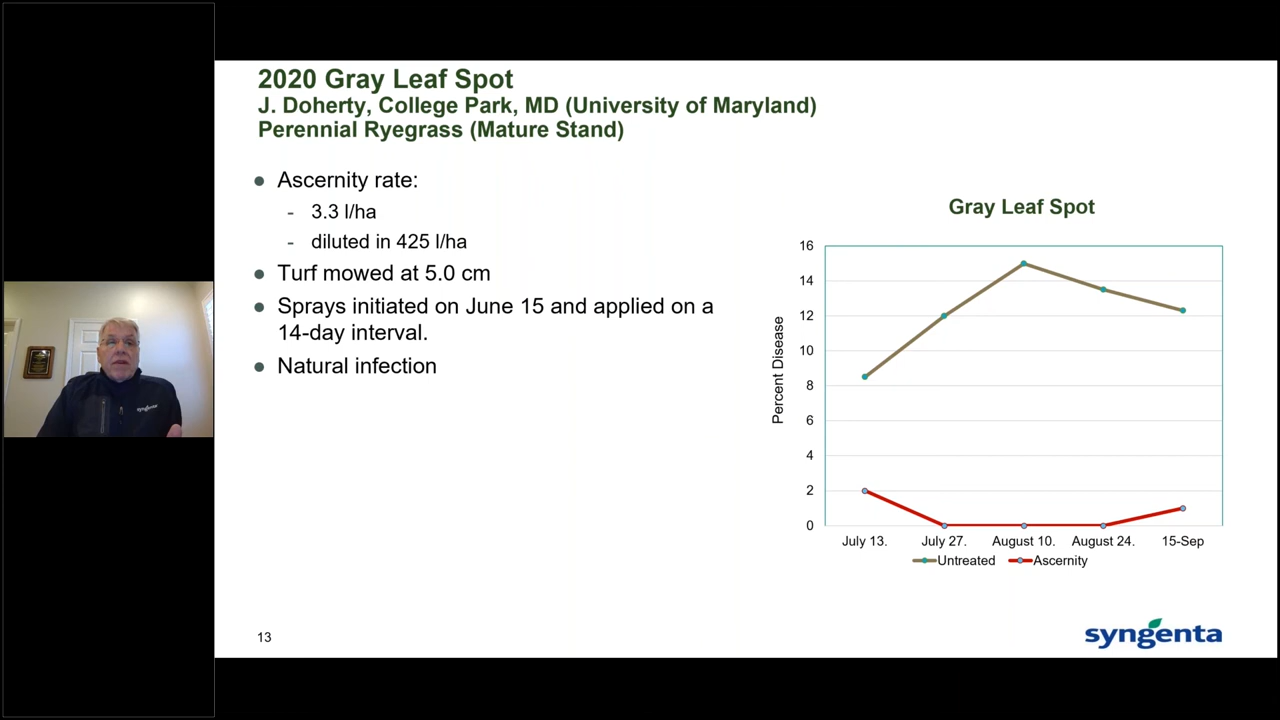 2020 Gray Leaf Spot
J. Doherty, College Park, MD (University of Maryland)
Perennial Ryegrass (Mature Stand)
Ascernity rate:
- 3.3 l/ha
- diluted in 425 l/ha
Turf mowed at 5.0 cm
Sprays initiated on June 15 and applied on a
14-day interval.
Natural infection
Gray Leaf Spot
Percent Disease
16
14
12
10
8
6
4
2
0
July 13. July 27. August 10. August 24. 15-Sep
Untreated Ascernity
13
syngenta
syngenta